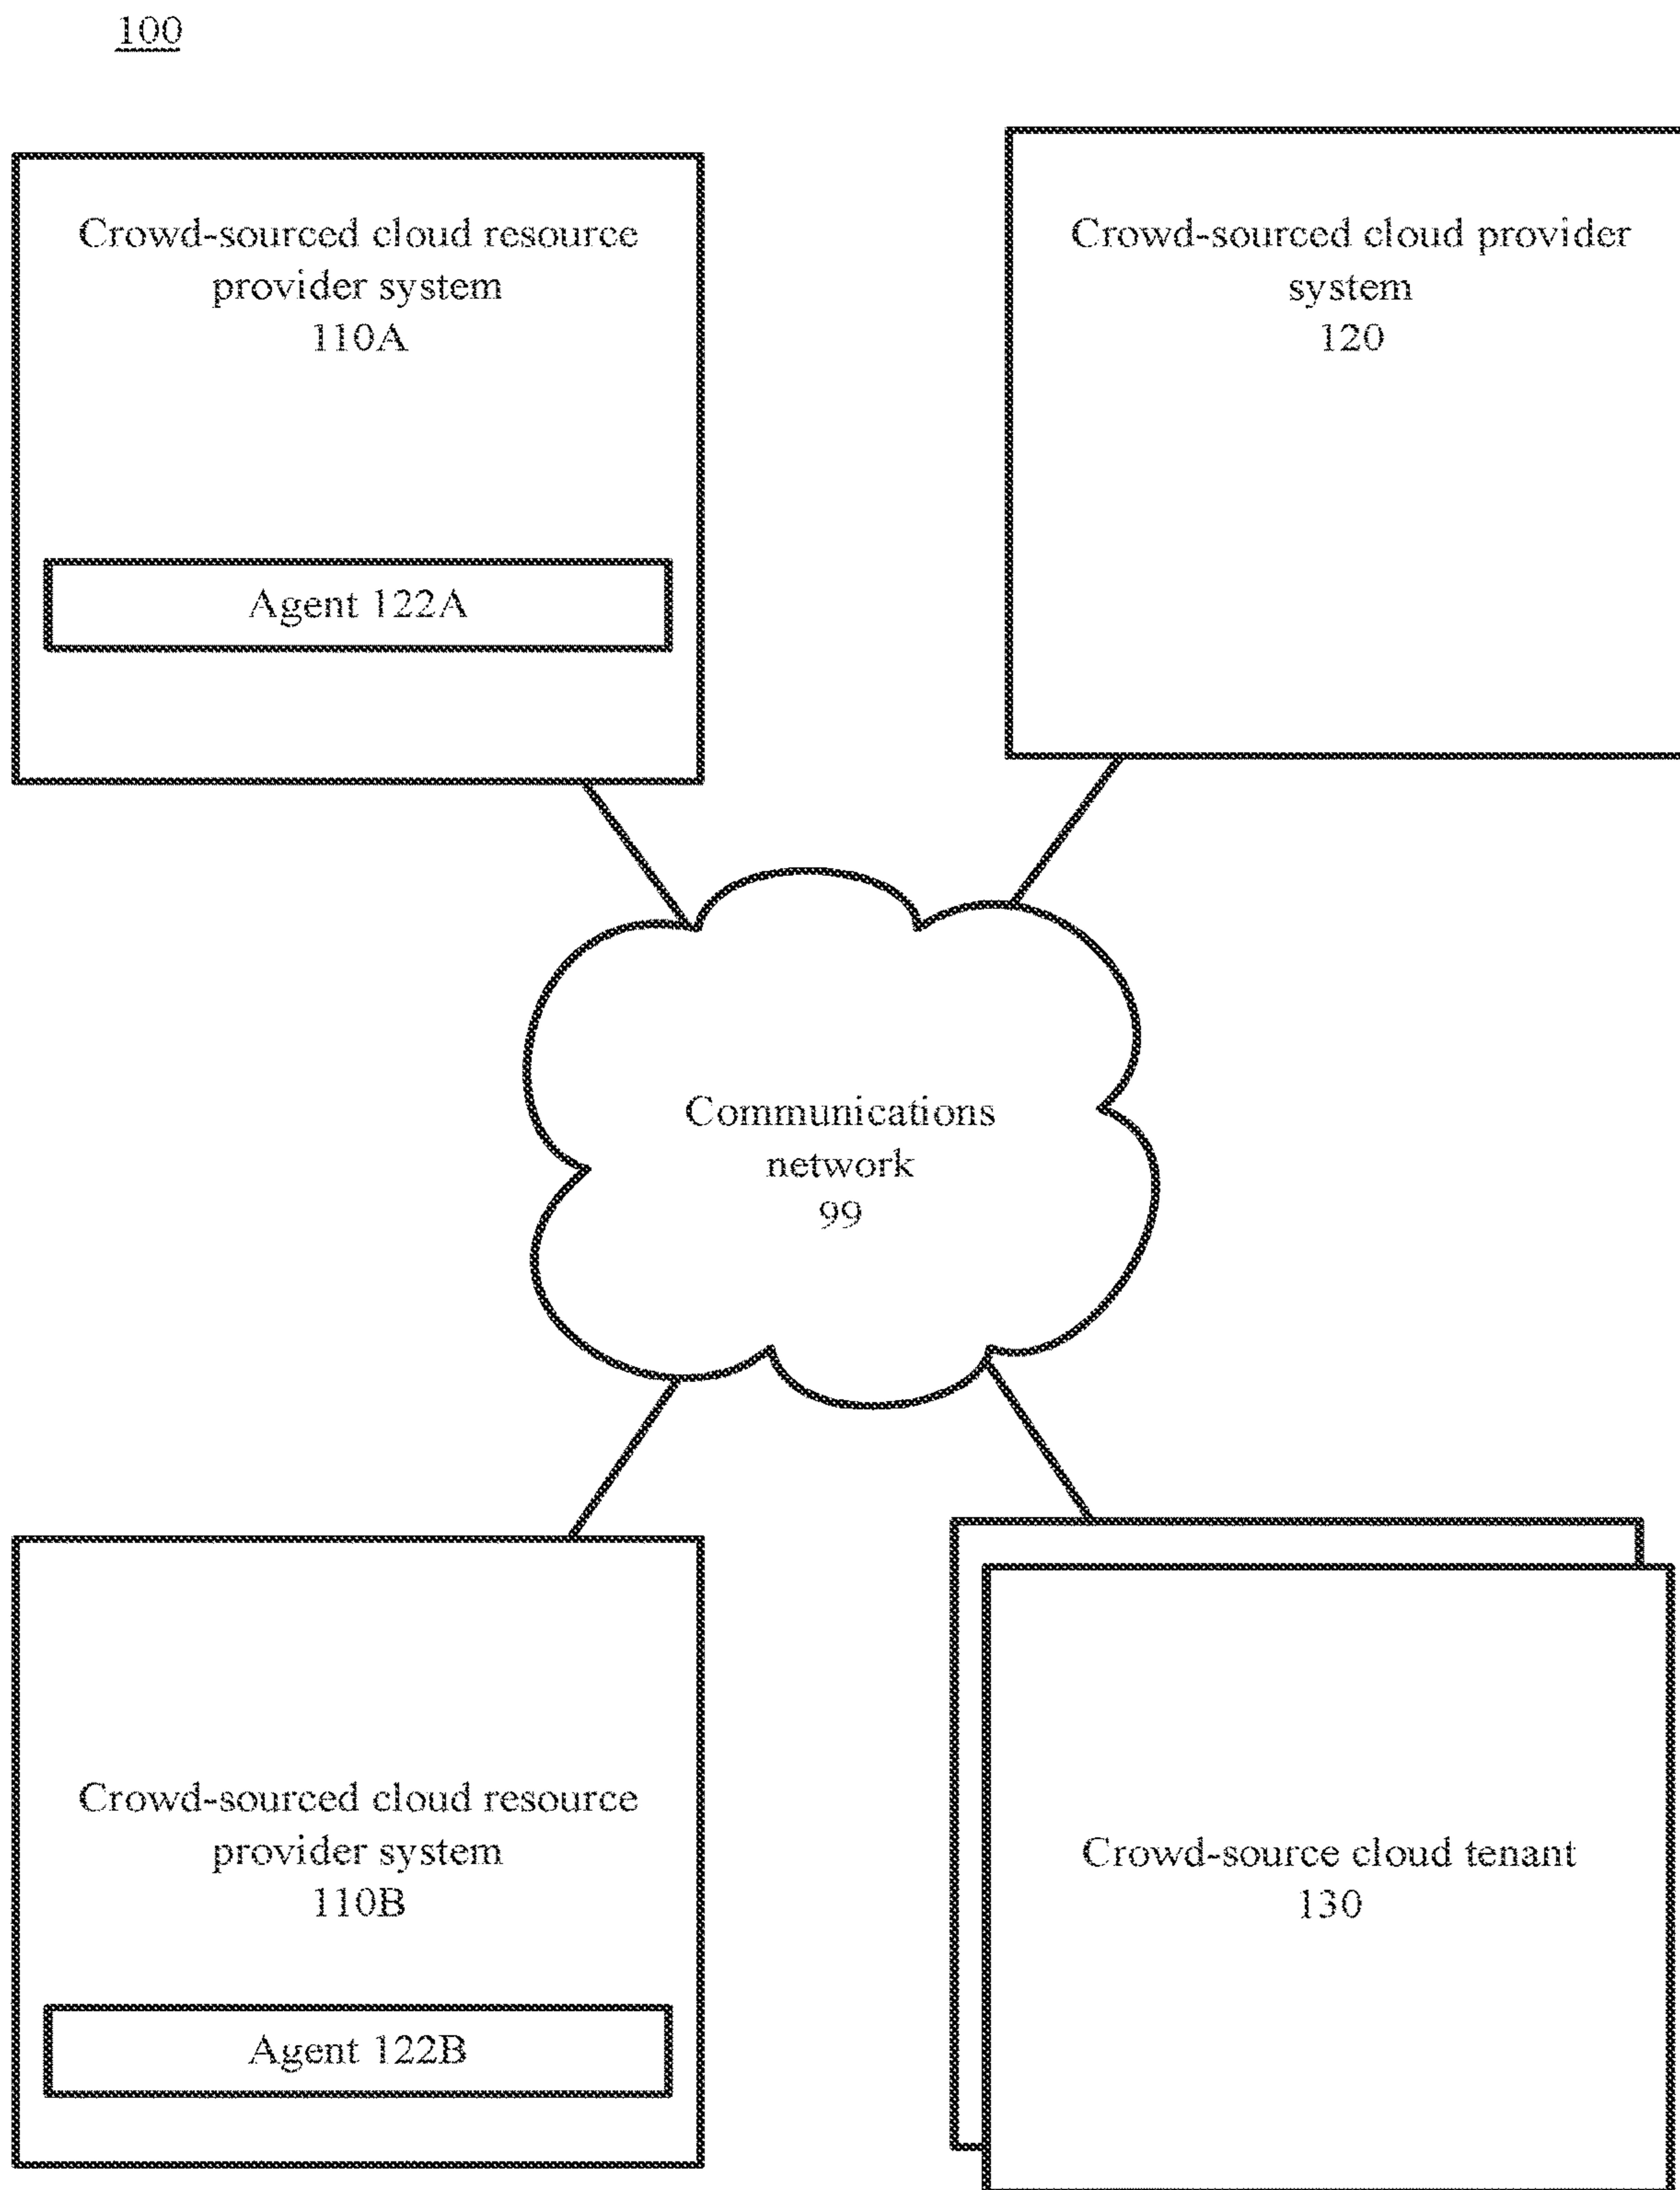 100
Crowd-sourced cloud resource
provider system
110A
Agent 122A
Crowd-sourced cloud provider
system
120
Communications
network
99
Crowd-sourced cloud resource
provider system
110B
Agent 122B
Crowd-source cloud tenant
130